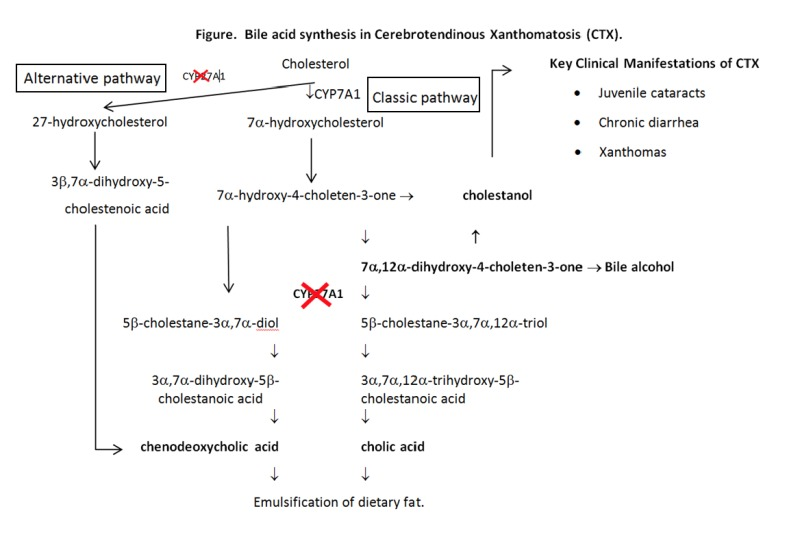 Figure.  Bile acid synthesis in Cerebrotendinous Xanthomatosis (CTX).
Cholesterol
Key Clinical Manifestations of CTX
Alternative pathway
CYP27A1
↓CYP7A1
Classic pathway
• Juvenile cataracts
27-hydroxycholesterol
7α-hydroxycholesterol
• Chronic diarrhea
• Xanthomas
3β,7α-dihydroxy-5-
cholestenoic acid
7α-hydroxy-4-choleten-3-one →
cholestanol
↓ ↑
7α,12α-dihydroxy-4-choleten-3-one → Bile alcohol
CYP27A1 ↓
5β-cholestane-3α,7α-diol
5β-cholestane-3α,7α,12α-triol
↓ ↓
3α,7α-dihydroxy-5β-
cholestanoic acid
3α,7α,12α-trihydroxy-5β-
cholestanoic acid
↓ ↓
chenodeoxycholic acid
cholic acid
↓ ↓
Emulsification of dietary fat.